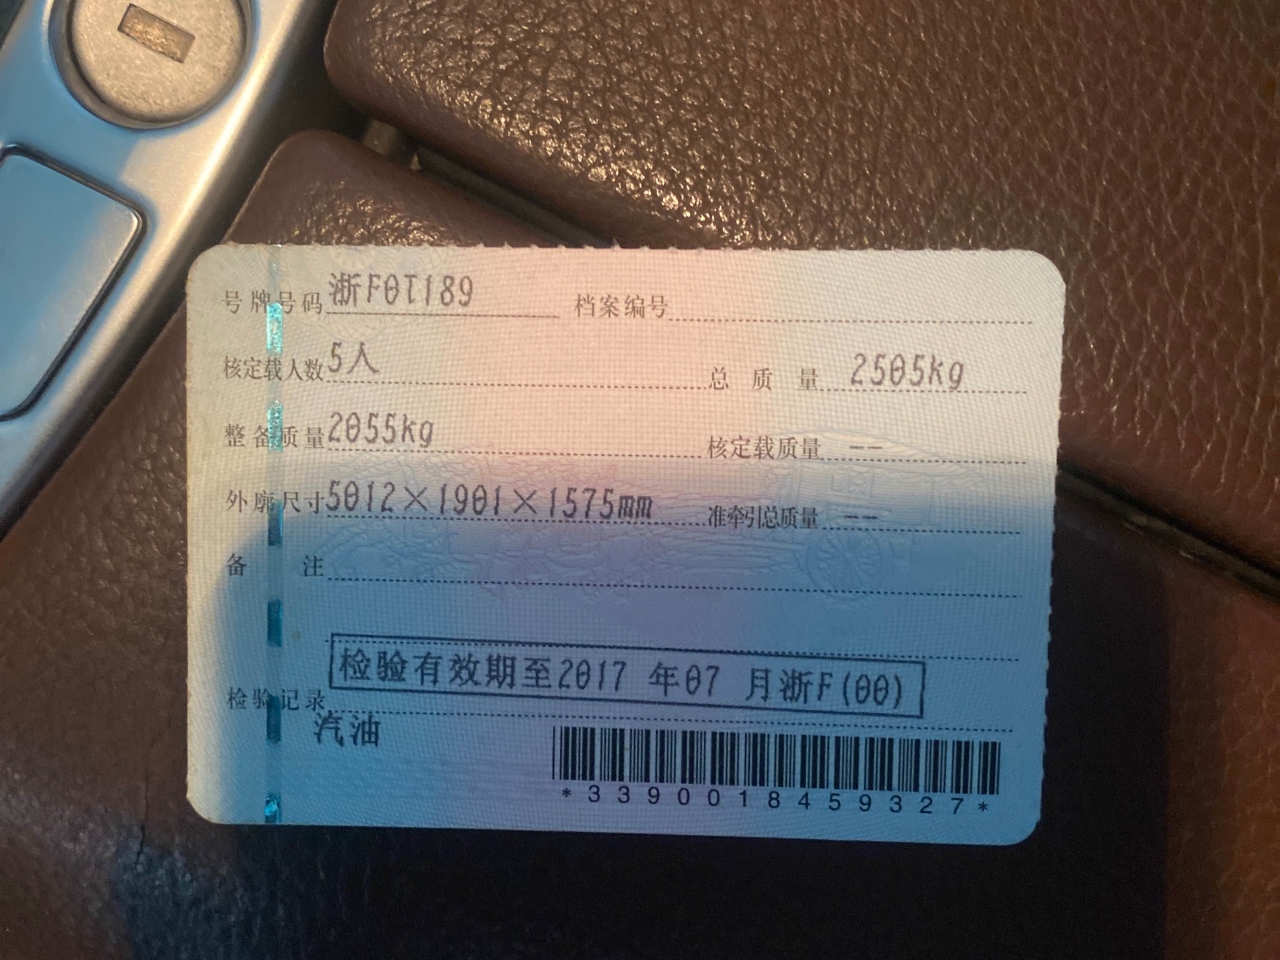 号牌号码 浙F0T189 档案编号
核定载人数 5人 总质量 2505kg
整备质量 2055kg 核定载质量 --
外廓尺寸 5012×1901×1575mm 准牵引总质量 --
备注
检验记录 检验有效期至2017 年07 月浙F(00)
汽油
*3390018459327*